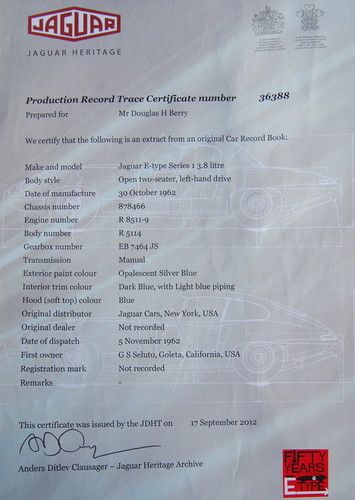 JAGUAR
JAGUAR HERITAGE
Production Record Trace Certificate number 36388
Prepared for Mr Douglas H Berry
We certify that the following is an extract from an original Car Record Book:
Make and model Jaguar E-type Series 1 3.8 litre
Body style Open two-seater, left-hand drive
Date of manufacture 30 October 1962
Chassis number 878466
Engine number R 8511-9
Body number R 5114
Gearbox number EB 7464 JS
Transmission Manual
Exterior paint colour Opalescent Silver Blue
Interior trim colour Dark Blue, with Light blue piping
Hood (soft top) colour Blue
Original distributor Jaguar Cars, New York, USA
Original dealer Not recorded
Date of dispatch 5 November 1962
First owner G S Seluto, Goleta, California, USA
Registration mark Not recorded
Remarks -
This certificate was issued by the JDHT on 17 September 2012
Anders Ditlev Clausager – Jaguar Heritage Archive
FIFTY
YEARS
E TYPE